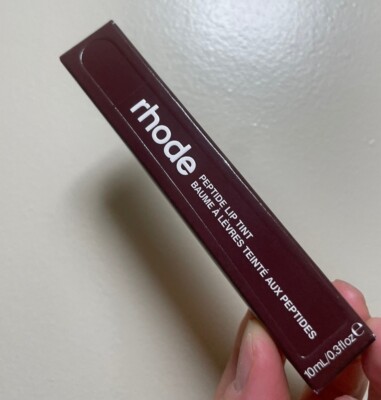 rhode
PEPTIDE LIP TINT
BAUME À LÈVRES TEINTÉ AUX PEPTIDES
10mL/0.3floz℮